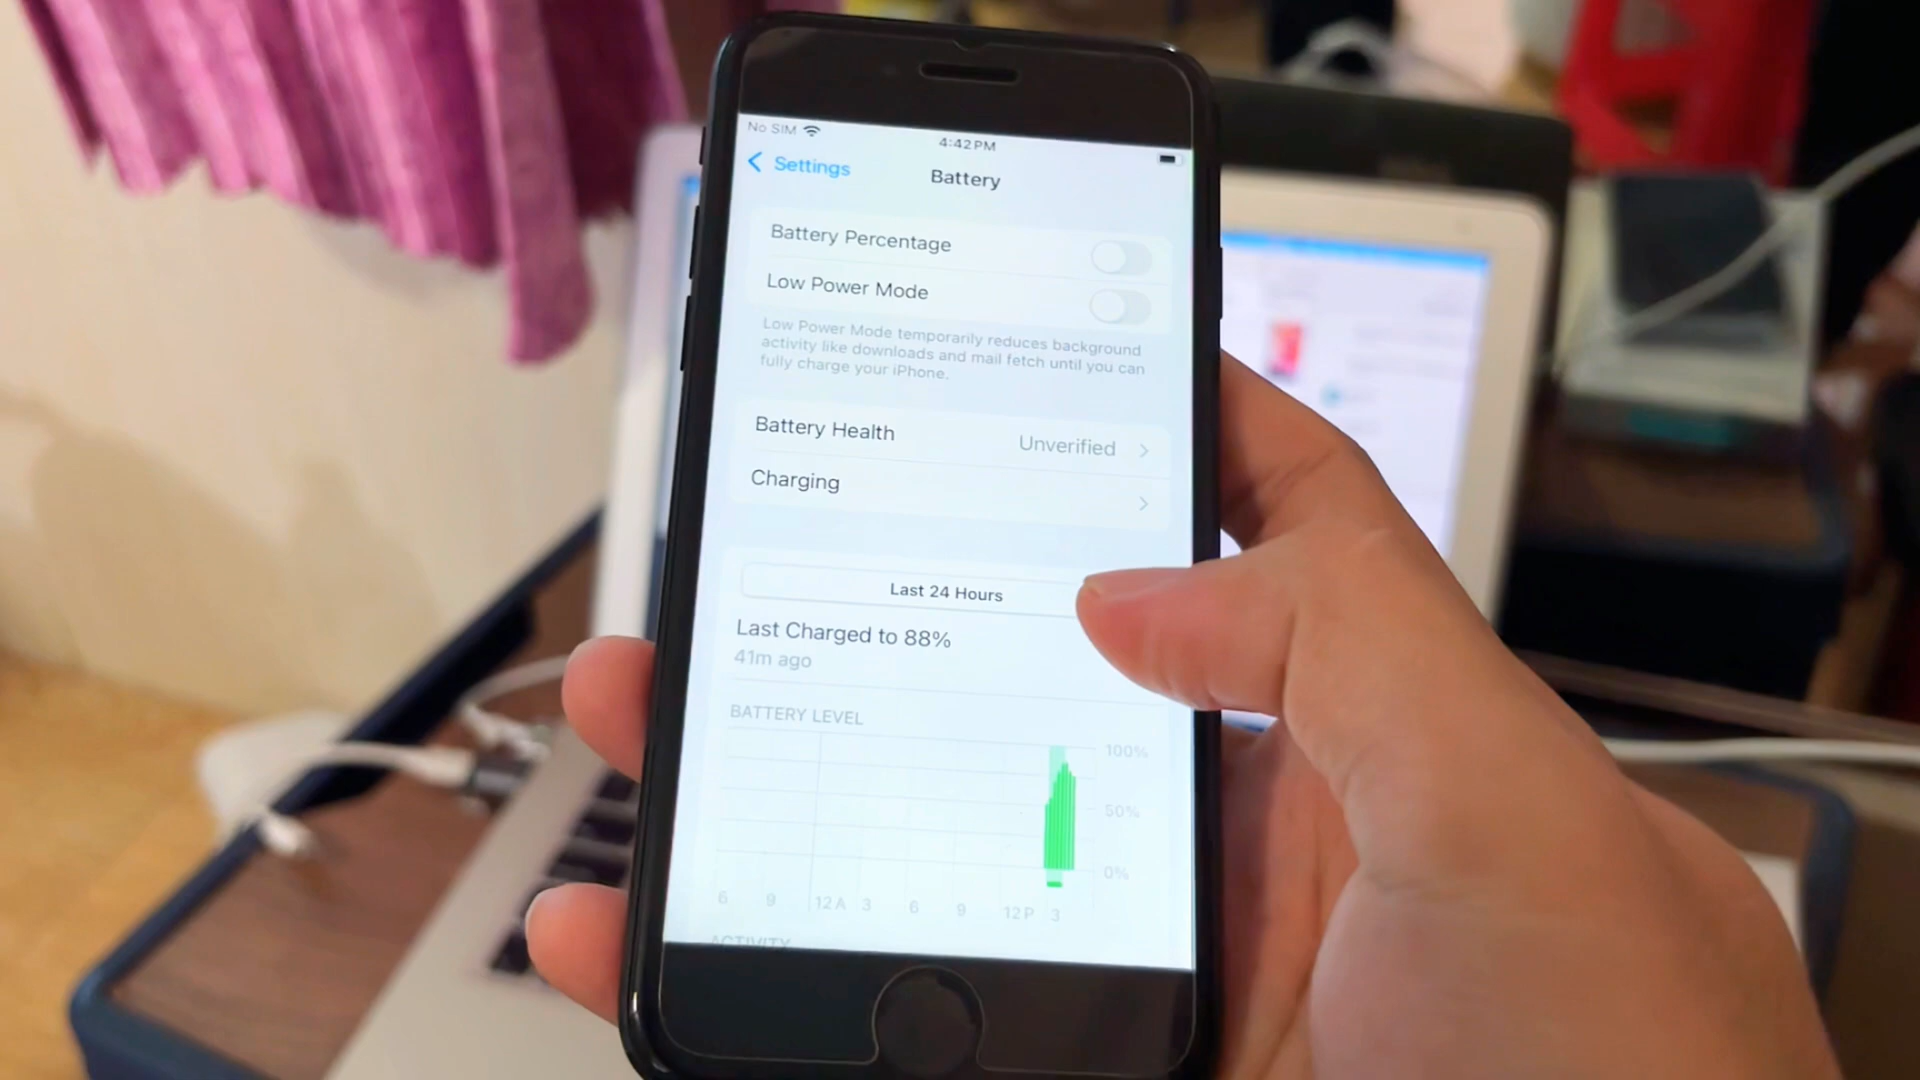 No SIM
4:42 PM
Settings
Battery
Battery Percentage
Low Power Mode
Low Power Mode temporarily reduces background
activity like downloads and mail fetch until you can
fully charge your iPhone.
Battery Health
Unverified
Charging
Last 24 Hours
Last Charged to 88%
41m ago
BATTERY LEVEL
100%
50%
0%
6 9 12 A 3 6 9 12 P 3
ACTIVITY